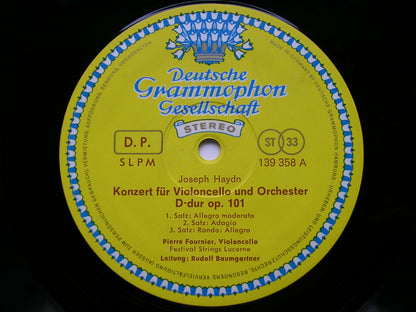 Deutsche
Grammophon
Gesellschaft
STEREO
D. P.
ST 33
SLPM
139 358 A
Joseph Haydn
Konzert für Violoncello und Orchester
D-dur op. 101
1. Satz: Allegro moderato
2. Satz: Adagio
3. Satz: Rondo: Allegro
Pierre Fournier, Violoncello
Festival Strings Lucerne
Leitung: Rudolf Baumgartner